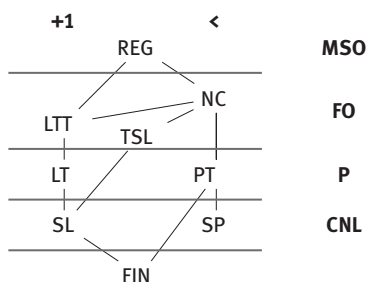 +1 <
REG MSO
NC
LTT FO
TSL
LT PT P
SL SP CNL
FIN